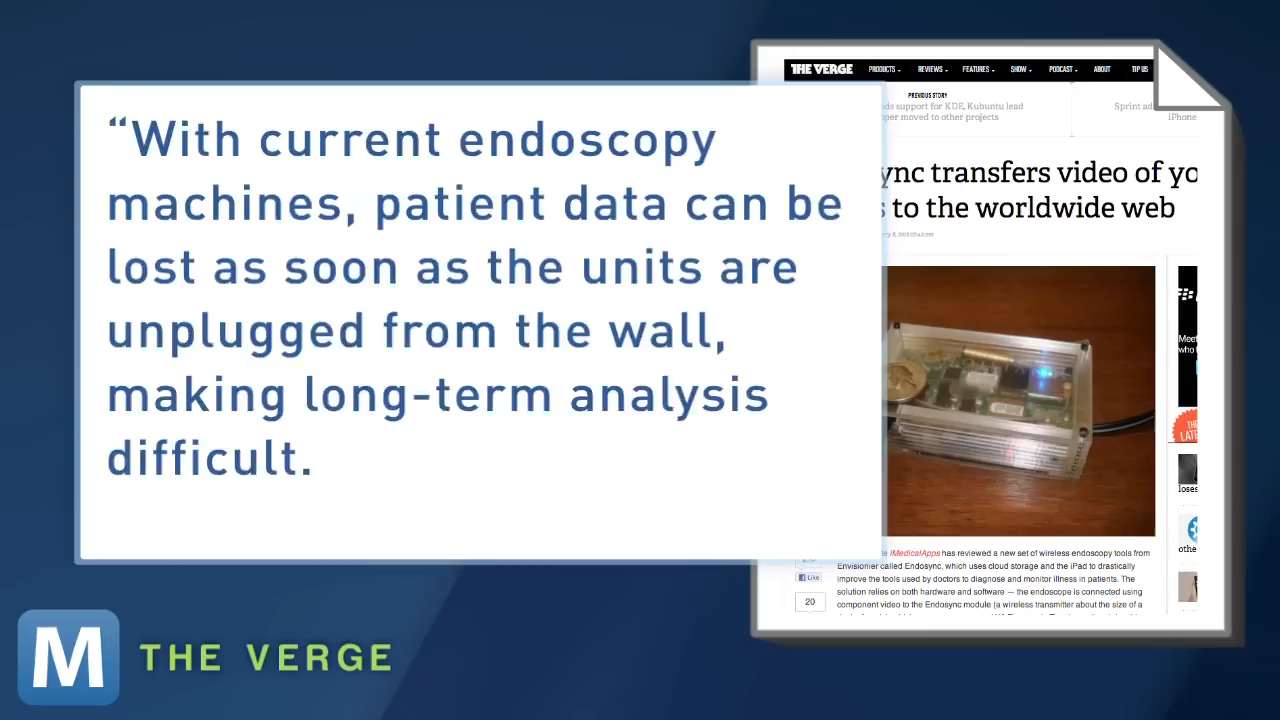 “With current endoscopy
machines, patient data can be
lost as soon as the units are
unplugged from the wall,
making long-term analysis
difficult.
THE VERGE PRODUCTS REVIEWS FEATURES SHOW PODCAST ABOUT TIP US
PREVIOUS STORY
support for KDE, Kubuntu lead
moved to other projects
Sprint
iPhone
transfers video of
to the worldwide web
Meet
who
THE
LATE
loses
othe
iMedicalApps has reviewed a new set of wireless endoscopy tools from
Envisionier called Endosync, which uses cloud storage and the iPad to drastically
improve the tools used by doctors to diagnose and monitor illness in patients. The
solution relies on both hardware and software — the endoscope is connected using
component video to the Endosync module (a wireless transmitter about the size of a
Like
20
M THE VERGE